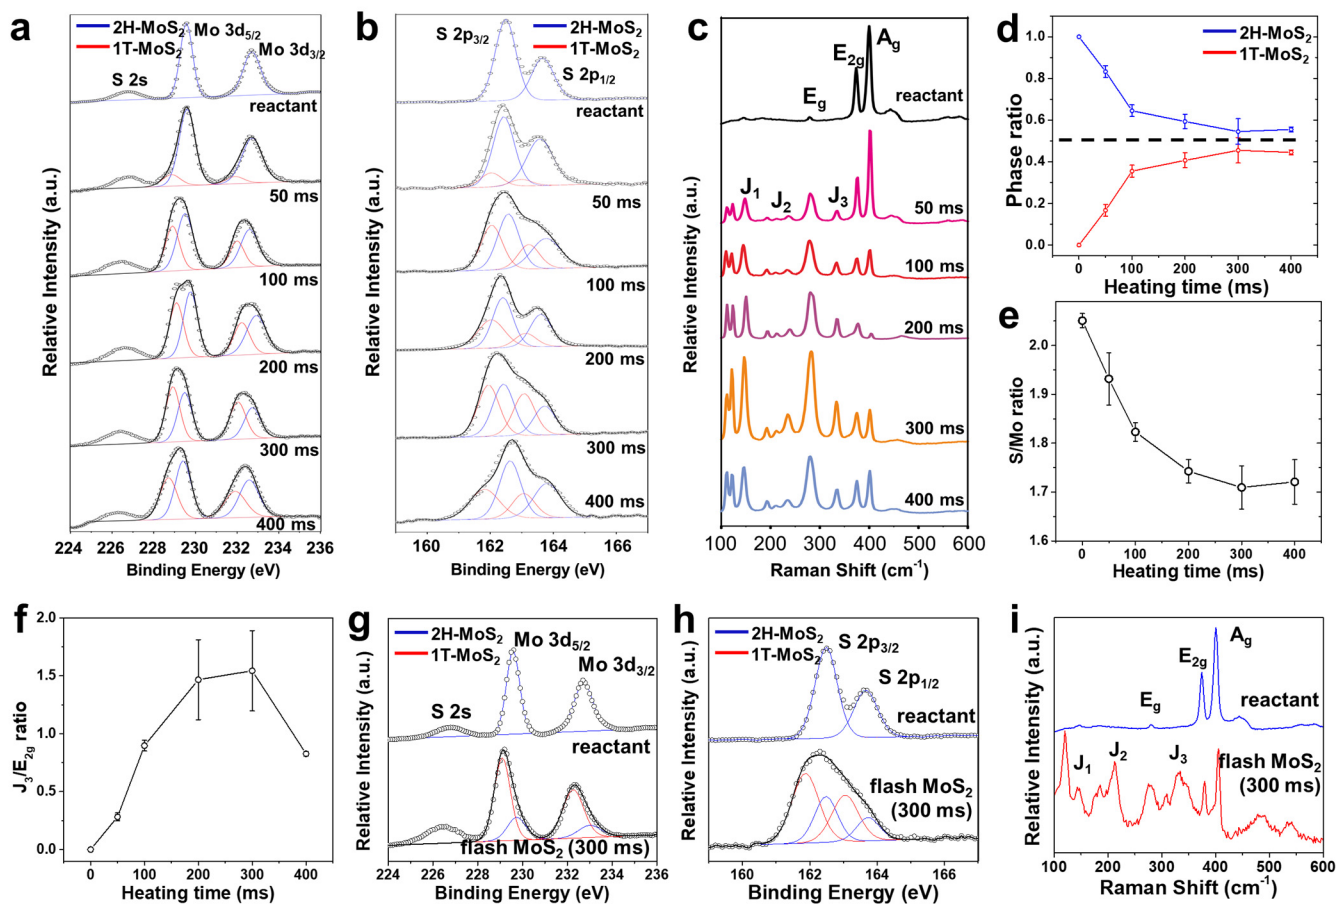 a
2H-MoS2
1T-MoS2
Mo 3d5/2
Mo 3d3/2
S 2s
reactant
50 ms
100 ms
200 ms
300 ms
400 ms
Relative Intensity (a.u.)
224 226 228 230 232 234 236
Binding Energy (eV)
b
S 2p3/2
2H-MoS2
1T-MoS2
S 2p1/2
reactant
50 ms
100 ms
200 ms
300 ms
400 ms
Relative Intensity (a.u.)
160 162 164 166
Binding Energy (eV)
c
Ag
E2g
Eg
reactant
J1
J2
J3
50 ms
100 ms
200 ms
300 ms
400 ms
Relative Intensity (a.u.)
100 200 300 400 500 600
Raman Shift (cm-1)
d
2H-MoS2
1T-MoS2
Phase ratio
1.0
0.8
0.6
0.4
0.2
0.0
0 100 200 300 400
Heating time (ms)
e
S/Mo ratio
2.0
1.9
1.8
1.7
1.6
0 100 200 300 400
Heating time (ms)
f
J3/E2g ratio
2.0
1.5
1.0
0.5
0.0
0 100 200 300 400
Heating time (ms)
g
2H-MoS2
1T-MoS2
Mo 3d5/2
Mo 3d3/2
S 2s
reactant
flash MoS2 (300 ms)
Relative Intensity (a.u.)
224 226 228 230 232 234 236
Binding Energy (eV)
h
2H-MoS2
1T-MoS2
S 2p3/2
S 2p1/2
reactant
flash MoS2
(300 ms)
Relative Intensity (a.u.)
160 162 164 166
Binding Energy (eV)
i
Ag
E2g
Eg
reactant
J1
J2
J3
flash MoS2
(300 ms)
Relative Intensity (a.u.)
100 200 300 400 500 600
Raman Shift (cm-1)